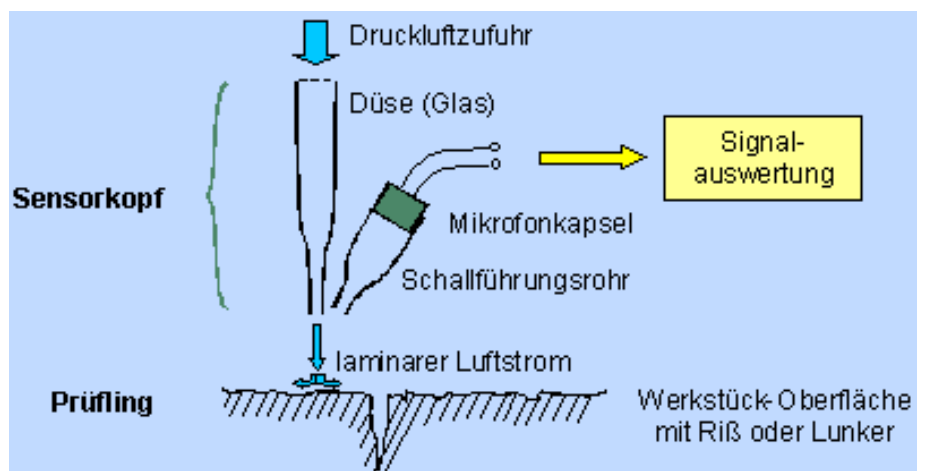 Druckluftzufuhr
Düse (Glas)
Signal-
auswertung
Sensorkopf
Mikrofonkapsel
Schallführungsrohr
laminarer Luftstrom
Prüfling
Werkstück-Oberfläche
mit Riß oder Lunker